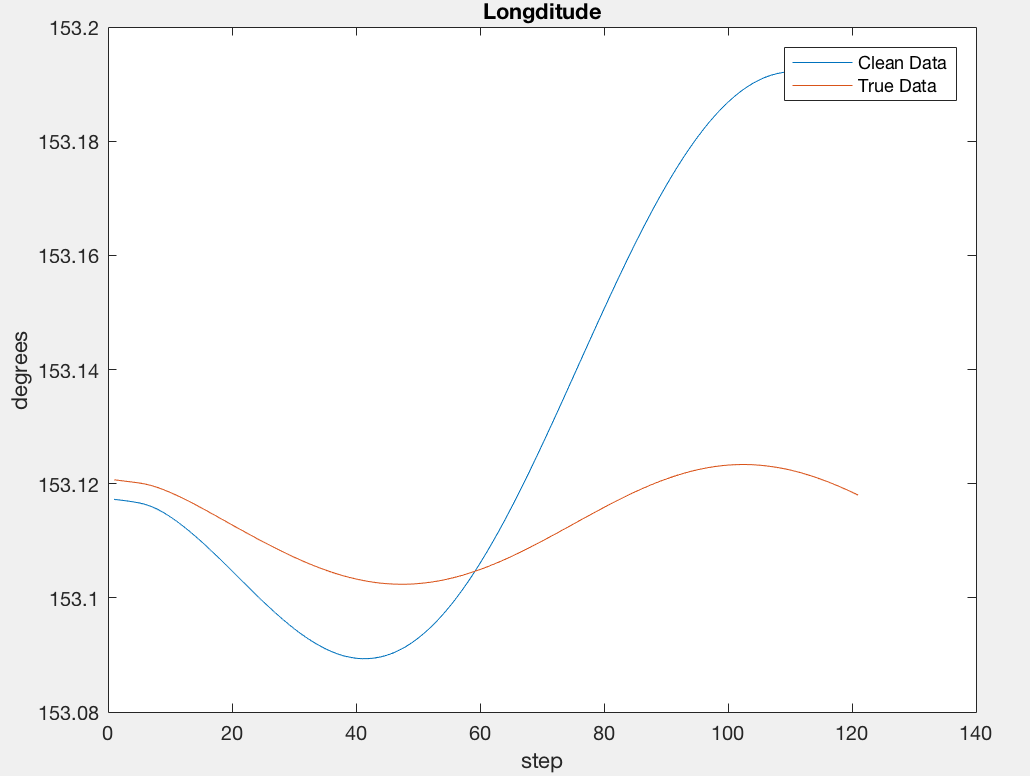 Longditude
153.2
153.18
153.16
153.14
153.12
153.1
153.08
degrees
0 20 40 60 80 100 120 140
step
Clean Data
True Data